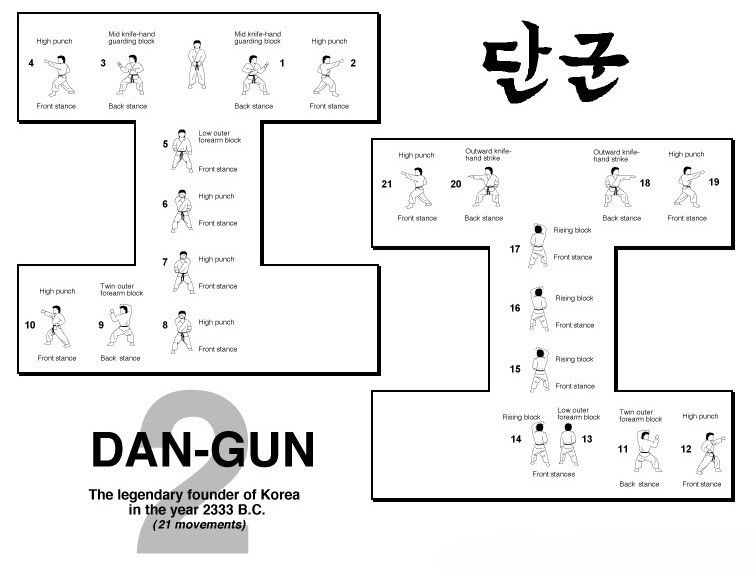 High punch
4
Front stance
Mid knife-hand
guarding block
3
Back stance
Mid knife-hand
guarding block
1
Back stance
High punch
2
Front stance
5
Low outer
forearm block
Front stance
6
High punch
Front stance
7
High punch
Front stance
8
High punch
Front stance
Twin outer
forearm block
9
Back stance
High punch
10
Front stance
2
DAN-GUN
The legendary founder of Korea
in the year 2333 B.C.
(21 movements)
단군
High punch
21
Front stance
Outward knife-
hand strike
20
Back stance
Outward knife-
hand strike
18
Back stance
High punch
19
Front stance
17
Rising block
Front stance
16
Rising block
Front stance
15
Rising block
Front stance
Rising block
14
Low outer
forearm block
13
Front stances
Twin outer
forearm block
11
Back stance
High punch
12
Front stance